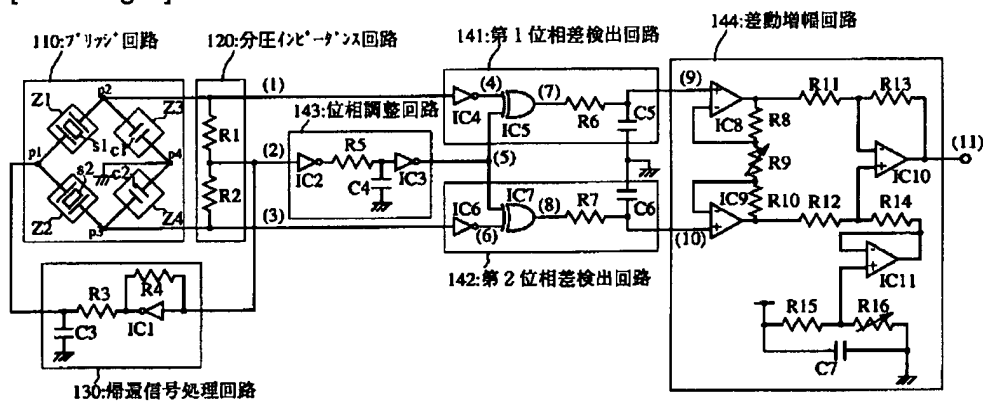 110:ブリッジ回路
120:分圧インピーダンス回路
141:第1位相差検出回路
144:差動増幅回路
Z1
p2
Z3
s1
c1
p1
p4
s2
c2
Z2
p3
Z4
(1)
R1
(2)
R2
(3)
143:位相調整回路
IC2
R5
C4
IC3
(4)
IC4
IC5
(7)
R6
C5
(5)
IC6
(6)
IC7
(8)
R7
C6
142:第2位相差検出回路
(9)
IC8
R8
R9
IC9
R10
(10)
R11
R13
IC10
(11)
R12
R14
IC11
R15
R16
C7
R4
R3
IC1
C3
130:帰還信号処理回路